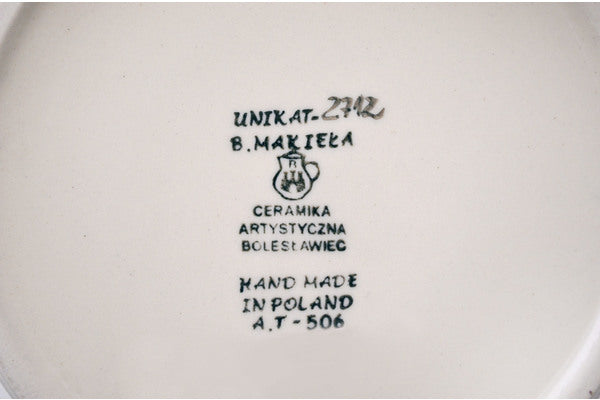 UNIKAT-2712
B. MAKIEŁA
B
CERAMIKA
ARTYSTYCZNA
BOLESŁAWIEC
HAND MADE
IN POLAND
A.T-506